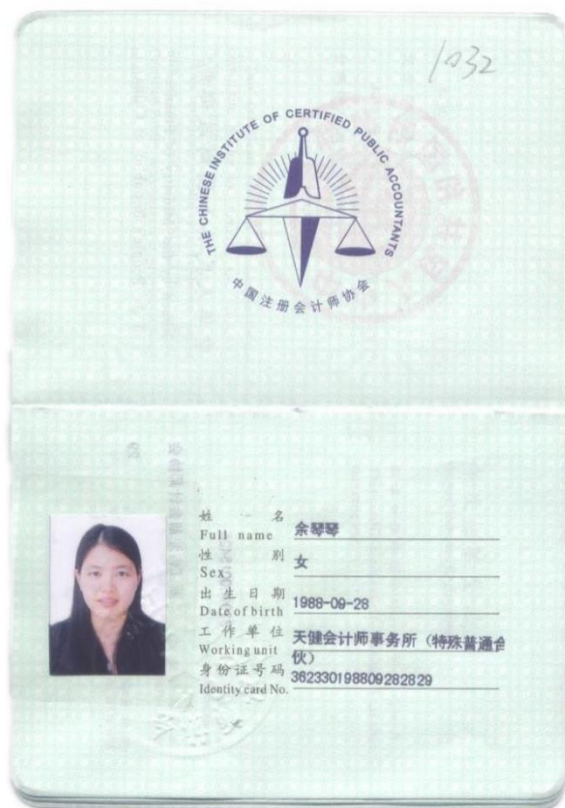 1032
THE CHINESE INSTITUTE OF CERTIFIED PUBLIC ACCOUNTANTS
中国注册会计师协会
姓 名 余琴琴
Full name
性 别 女
Sex
出生日期 1988-09-28
Date of birth
工作单位 天健会计师事务所（特殊普通合
Working unit 伙）
身份证号码 362330198809282829
Identity card No.